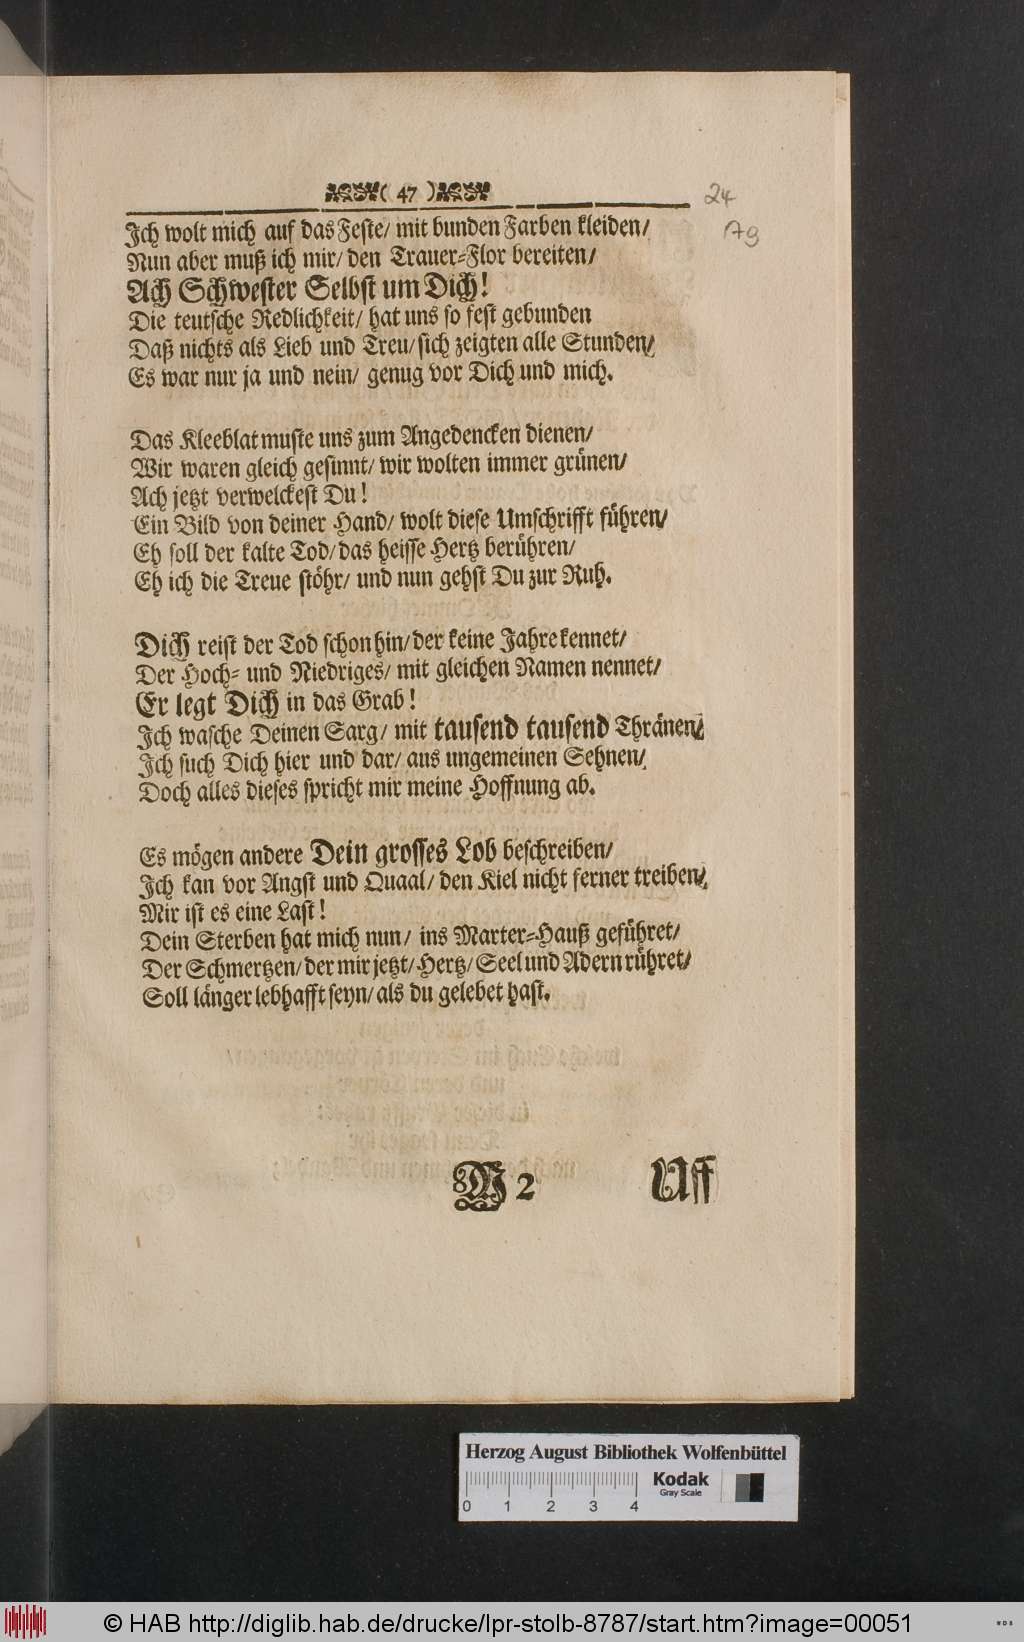 ( 47 )
24
179
Ich wolt mich auf das Feste/ mit bunden Farben kleiden/
Nun aber muß ich mir/ den Trauer-Flor bereiten/
Ach Schwester Selbst um Dich!
Die teutsche Redlichkeit/ hat uns so fest gebunden
Daß nichts als Lieb und Treu/ sich zeigten alle Stunden/
Es war nur ja und nein/ genug vor Dich und mich.
Das Kleeblat muste uns zum Angedencken dienen/
Wir waren gleich gesinnt/ wir wolten immer grünen/
Ach jetzt verwelckest Du!
Ein Bild von deiner Hand/ wolt diese Umschrifft führen/
Eh soll der kalte Tod/ das heisse Hertz berühren/
Eh ich die Treue stöhr/ und nun gehst Du zur Ruh.
Dich reist der Tod schon hin/ der keine Jahre kennet/
Der Hoch- und Niedriges/ mit gleichen Namen nennet/
Er legt Dich in das Grab!
Ich wasche Deinen Sarg/ mit tausend tausend Thränen/
Ich such Dich hier und dar/ aus ungemeinen Sehnen/
Doch alles dieses spricht mir meine Hoffnung ab.
Es mögen andere Dein grosses Lob beschreiben/
Ich kan vor Angst und Quaal/ den Kiel nicht ferner treiben/
Mir ist es eine Last!
Dein Sterben hat mich nun/ ins Marter-Hauß geführet/
Der Schmertzen/ der mir jetzt/ Hertz/ Seel und Adern rühret/
Soll länger lebhafft seyn/ als du gelebet hast.
M 2 Uff
Herzog August Bibliothek Wolfenbüttel
0 1 2 3 4
Kodak
Gray Scale
© HAB http://diglib.hab.de/drucke/lpr-stolb-8787/start.htm?image=00051